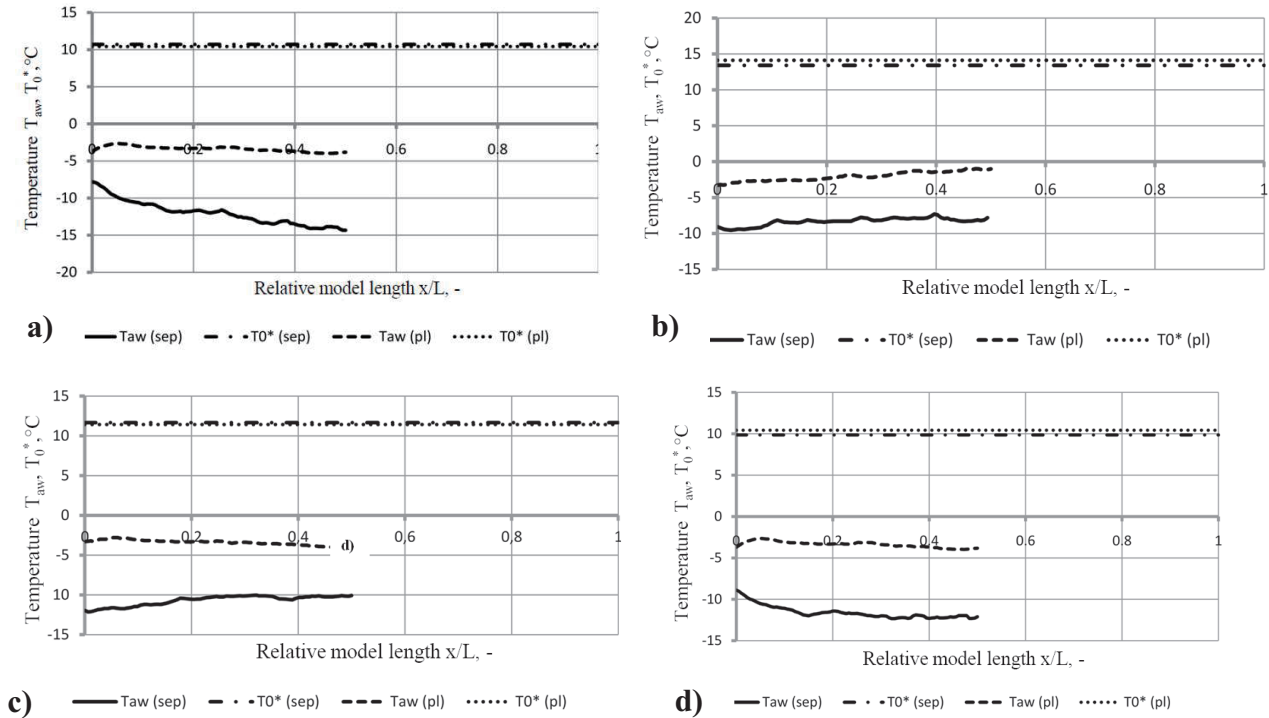 Temperature T_aw, T_0*, °C
15
10
5
0
-5
-10
-15
-20
0 0.2 0.4 0.6 0.8 1
Relative model length x/L, -
a)
Taw (sep) T0* (sep) Taw (pl) T0* (pl)
Temperature T_aw, T_0*, °C
20
15
10
5
0
-5
-10
-15
0 0.2 0.4 0.6 0.8 1
Relative model length x/L, -
b)
Taw (sep) T0* (sep) Taw (pl) T0* (pl)
Temperature T_aw, T_0*, °C
15
10
5
0
-5
10
-15
0 0.2 0.4 0.6 0.8 1
d)
Relative model length x/L, -
c)
Taw (sep) T0* (sep) Taw (pl) T0* (pl)
Temperature T_aw, T_0*, °C
15
10
5
0
-5
-10
-15
0 0.2 0.4 0.6 0.8 1
Relative model length x/L, -
d)
Taw (sep) T0* (sep) Taw (pl) T0* (pl)